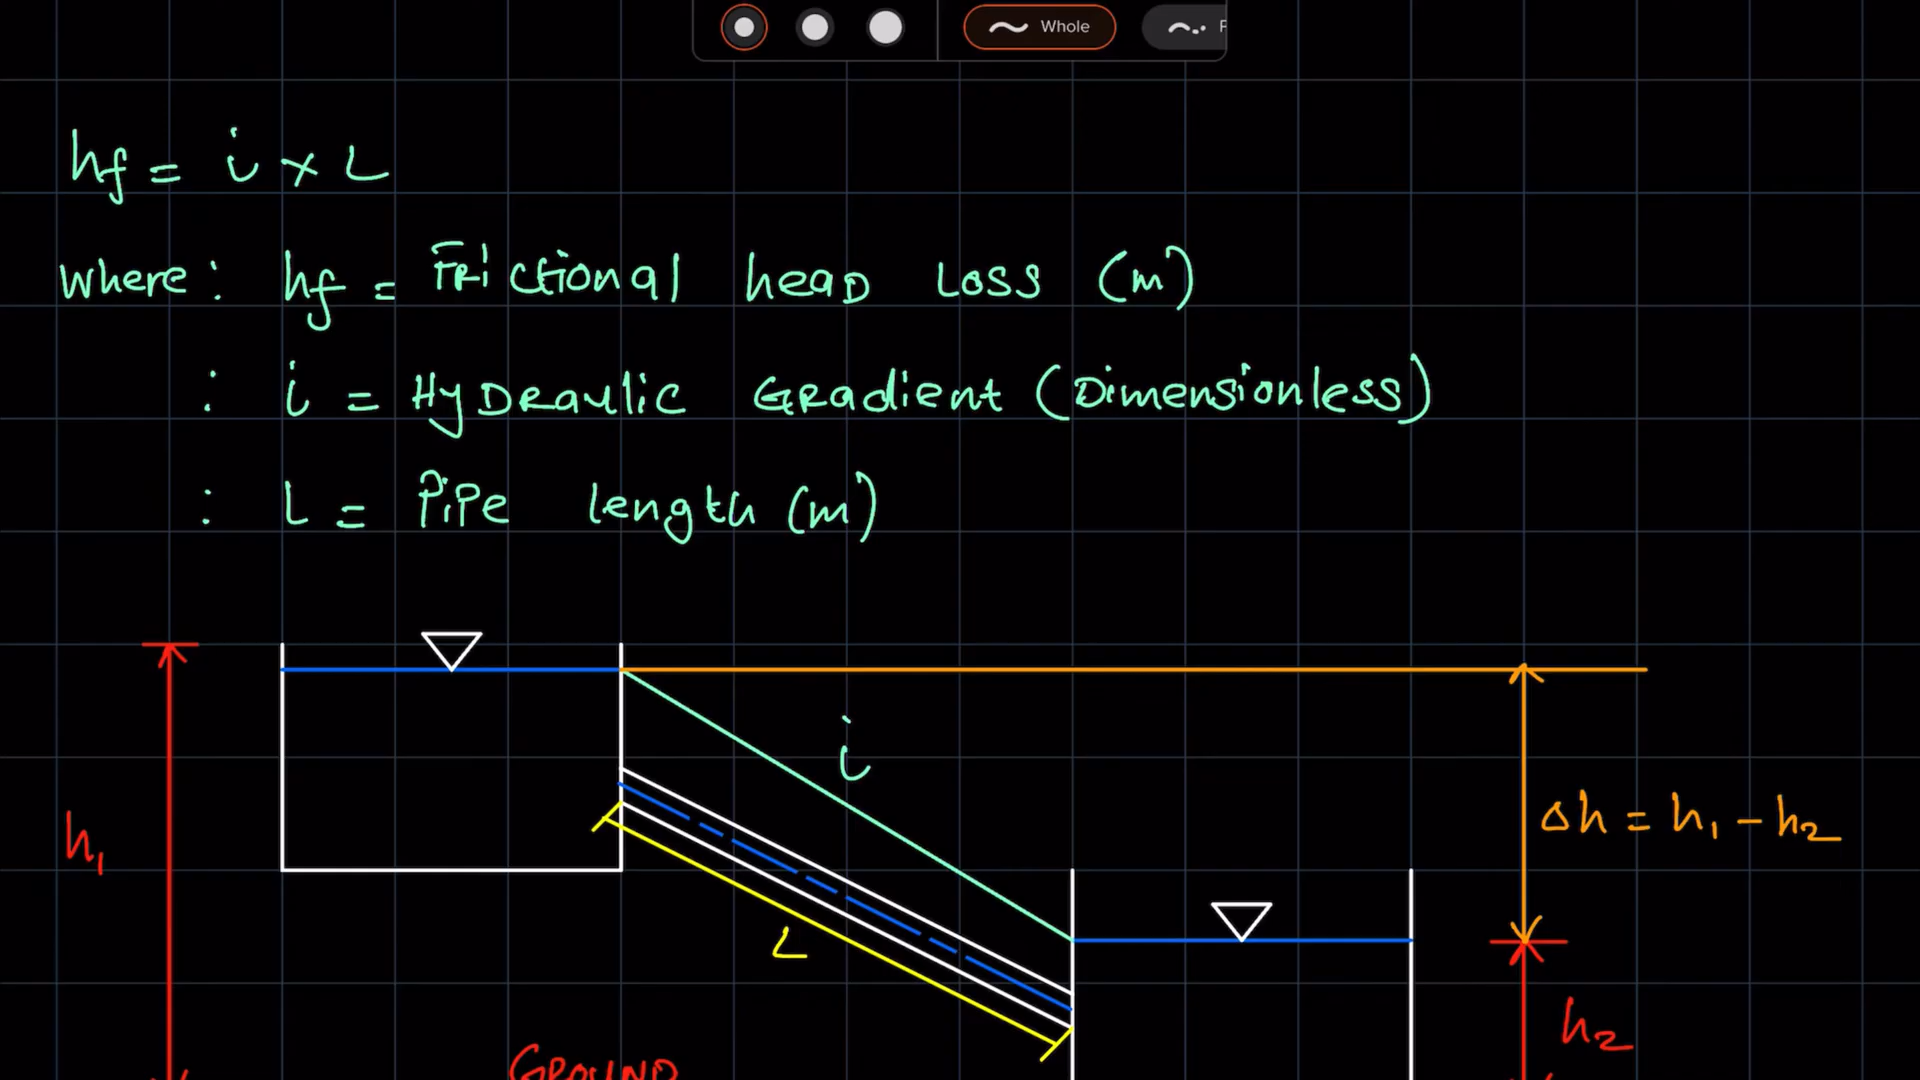 Whole
hf = i × L
Where: hf = Frictional head Loss (m)
: i = Hydraulic Gradient (Dimensionless)
: L = Pipe length (m)
i
h₁
Δh = h₁ - h₂
L
h₂
GROUND